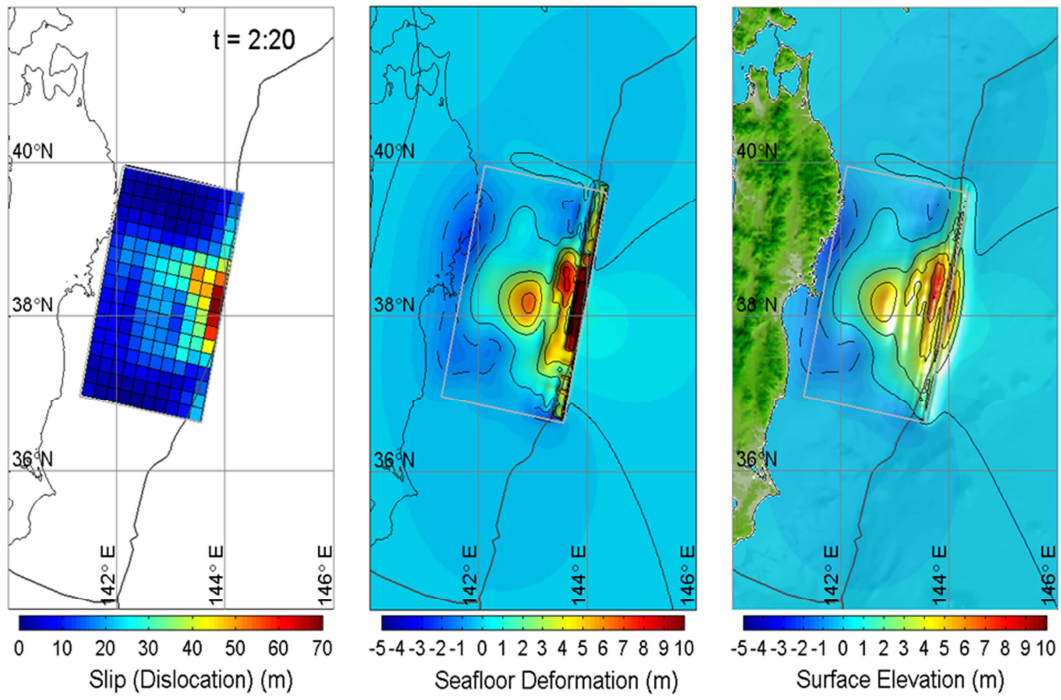 t = 2:20
40°N
38°N
36°N
142° E
144° E
146° E
0 10 20 30 40 50 60 70
Slip (Dislocation) (m)
40°N
38°N
36°N
142° E
144° E
146° E
-5 -4 -3 -2 -1 0 1 2 3 4 5 6 7 8 9 10
Seafloor Deformation (m)
40°N
38°N
36°N
142° E
144° E
146° E
-5 -4 -3 -2 -1 0 1 2 3 4 5 6 7 8 9 10
Surface Elevation (m)